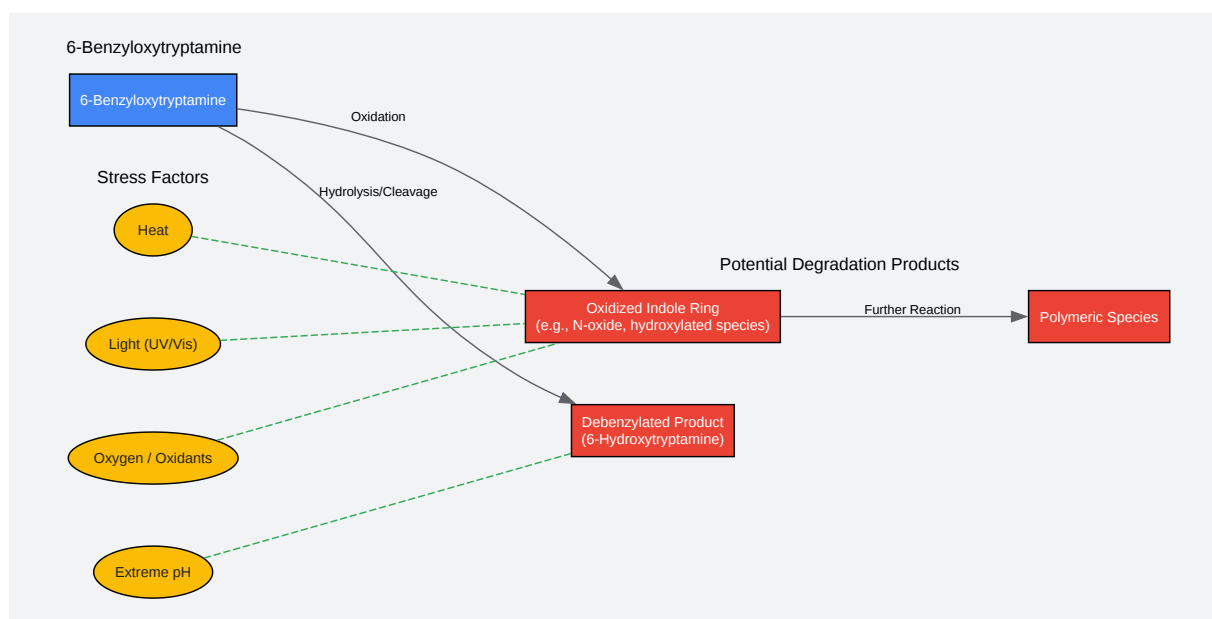 6-Benzyloxytryptamine
6-Benzyloxytryptamine
Oxidation
Stress Factors
Hydrolysis/Cleavage
Heat
Potential Degradation Products
Oxidized Indole Ring
(e.g., N-oxide, hydroxylated species)
Further Reaction
Polymeric Species
Light (UV/Vis)
Debenzylated Product
(6-Hydroxytryptamine)
Oxygen / Oxidants
Extreme pH